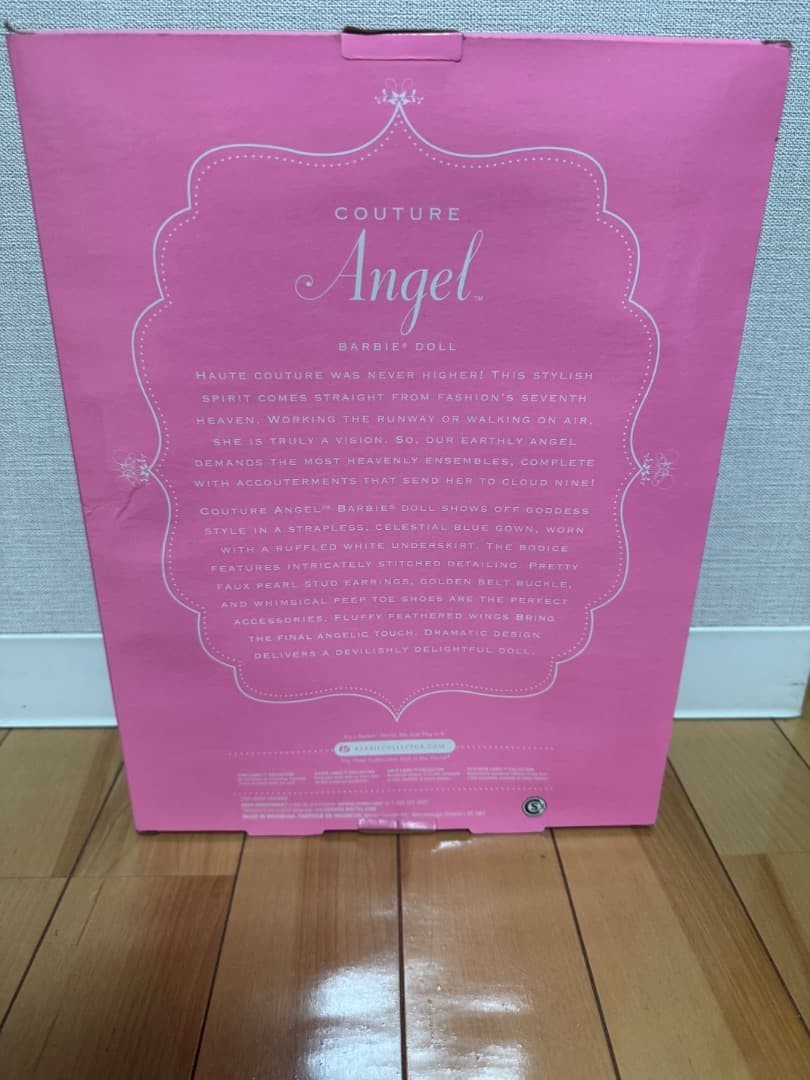 COUTURE
Angel™
BARBIE® DOLL
HAUTE COUTURE WAS NEVER HIGHER! THIS STYLISH
SPIRIT COMES STRAIGHT FROM FASHION'S SEVENTH
HEAVEN. WORKING THE RUNWAY OR WALKING ON AIR,
SHE IS TRULY A VISION. SO, OUR EARTHLY ANGEL
DEMANDS THE MOST HEAVENLY ENSEMBLES, COMPLETE
WITH ACCOUTERMENTS THAT SEND HER TO CLOUD NINE!
COUTURE ANGEL™ BARBIE® DOLL SHOWS OFF GODDESS
STYLE IN A STRAPLESS, CELESTIAL BLUE GOWN, WORN
WITH A RUFFLED WHITE UNDERSKIRT. THE BODICE
FEATURES INTRICATELY STITCHED DETAILING. PRETTY
FAUX PEARL STUD EARRINGS, GOLDEN BELT BUCKLE,
AND WHIMSICAL PEEP TOE SHOES ARE THE PERFECT
ACCESSORIES. FLUFFY FEATHERED WINGS BRING
THE FINAL ANGELIC TOUCH. DRAMATIC DESIGN
DELIVERS A DEVILISHLY DELIGHTFUL DOLL.
BARBIECOLLECTOR.COM